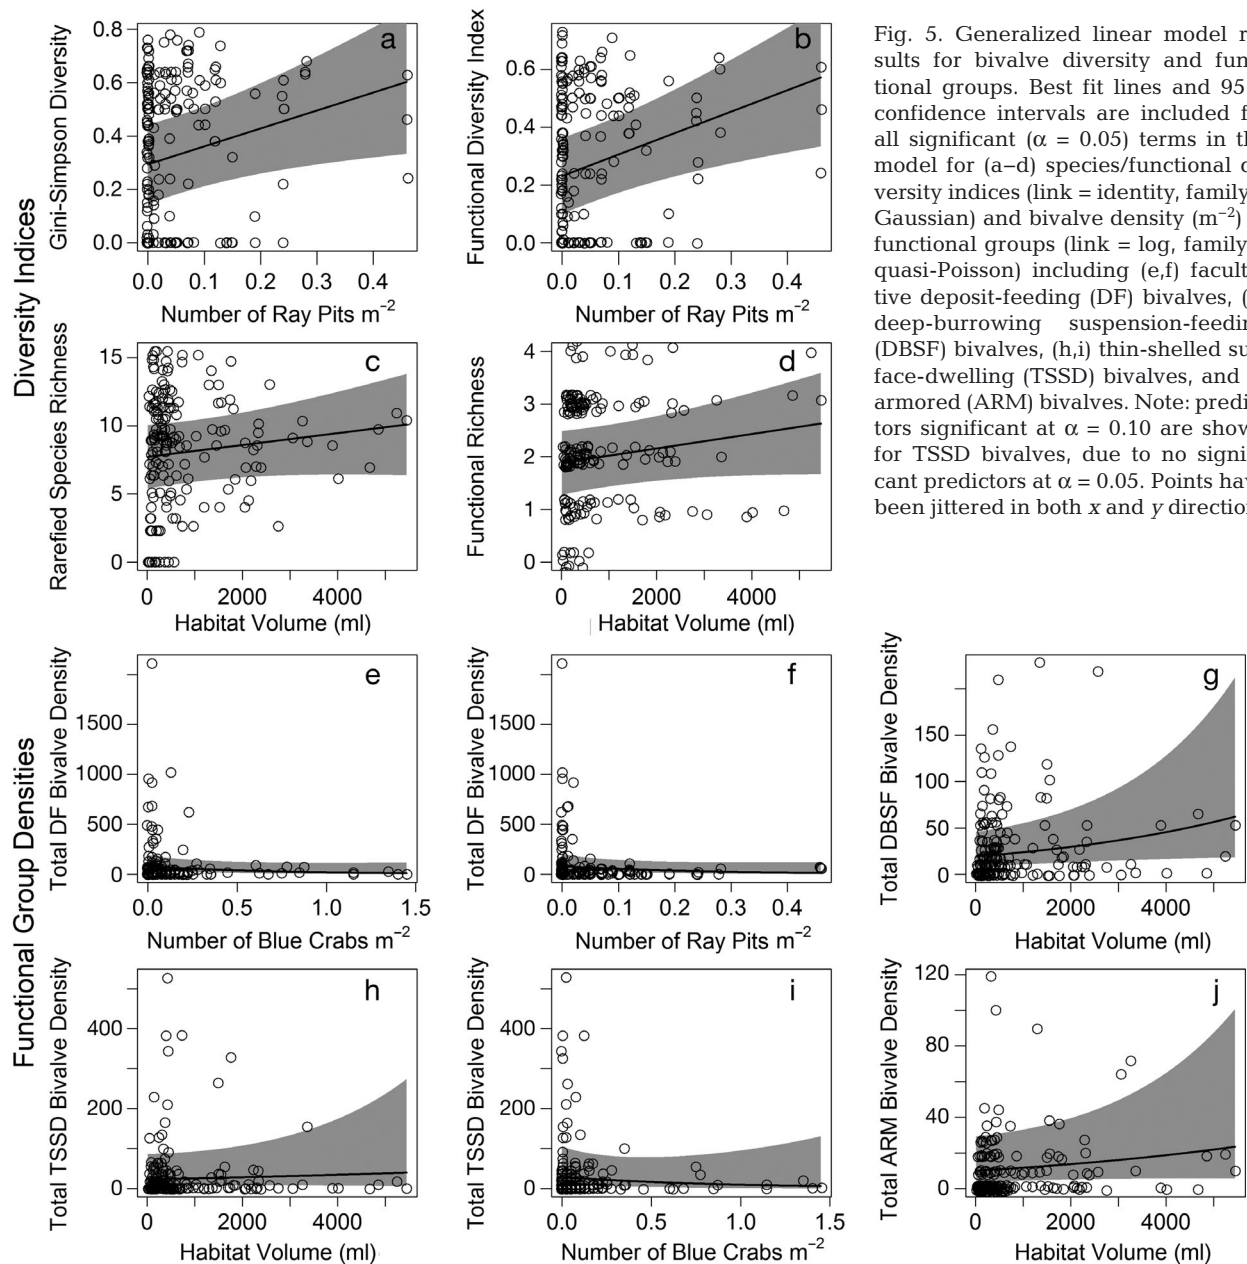 Diversity Indices
Gini-Simpson Diversity
0.8
0.6
0.4
0.2
0.0
a
0.0 0.1 0.2 0.3 0.4
Number of Ray Pits m⁻²
Functional Diversity Index
0.6
0.4
0.2
0.0
b
0.0 0.1 0.2 0.3 0.4
Number of Ray Pits m⁻²
Fig. 5. Generalized linear model r
sults for bivalve diversity and fun
tional groups. Best fit lines and 95
confidence intervals are included f
all significant (α = 0.05) terms in th
model for (a−d) species/functional d
versity indices (link = identity, family
Gaussian) and bivalve density (m⁻²)
functional groups (link = log, family
quasi-Poisson) including (e,f) facult
tive deposit-feeding (DF) bivalves, (
deep-burrowing suspension-feedin
(DBSF) bivalves, (h,i) thin-shelled su
face-dwelling (TSSD) bivalves, and
armored (ARM) bivalves. Note: predi
tors significant at α = 0.10 are show
for TSSD bivalves, due to no signi
cant predictors at α = 0.05. Points hav
been jittered in both x and y direction
Rarefied Species Richness
15
10
5
0
c
0 2000 4000
Habitat Volume (ml)
Functional Richness
4
3
2
1
0
d
0 2000 4000
Habitat Volume (ml)
Functional Group Densities
Total DF Bivalve Density
1500
1000
500
0
e
0.0 0.5 1.0 1.5
Number of Blue Crabs m⁻²
Total DF Bivalve Density
1500
1000
500
0
f
0.0 0.1 0.2 0.3 0.4
Number of Ray Pits m⁻²
Total DBSF Bivalve Density
150
100
50
0
g
0 2000 4000
Habitat Volume (ml)
Total TSSD Bivalve Density
400
200
0
h
0 2000 4000
Habitat Volume (ml)
Total TSSD Bivalve Density
400
200
0
i
0.0 0.5 1.0 1.5
Number of Blue Crabs m⁻²
Total ARM Bivalve Density
120
80
40
0
j
0 2000 4000
Habitat Volume (ml)